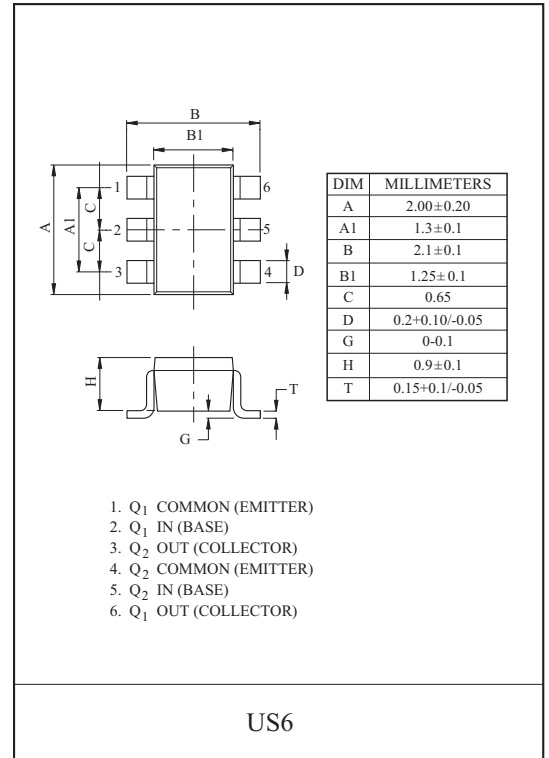 B
B1
1 6
A A1 C 2 5
C
3 4 D
H
T
G
DIM MILLIMETERS
A 2.00±0.20
A1 1.3±0.1
B 2.1±0.1
B1 1.25±0.1
C 0.65
D 0.2+0.10/-0.05
G 0-0.1
H 0.9±0.1
T 0.15+0.1/-0.05
1. Q1 COMMON (EMITTER)
2. Q1 IN (BASE)
3. Q2 OUT (COLLECTOR)
4. Q2 COMMON (EMITTER)
5. Q2 IN (BASE)
6. Q1 OUT (COLLECTOR)
US6